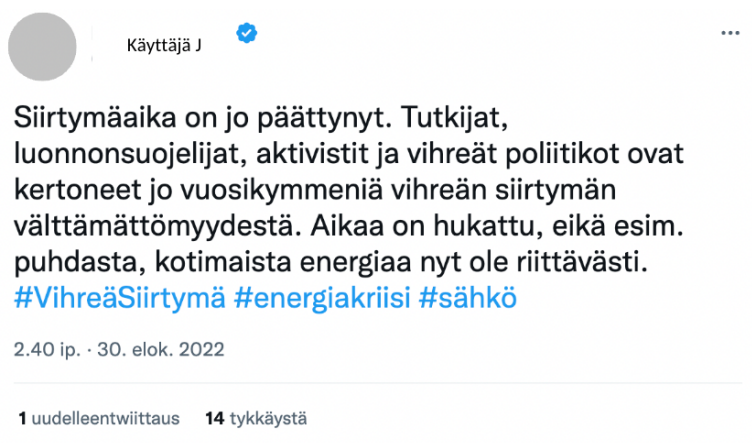 Käyttäjä J
Siirtymäaika on jo päättynyt. Tutkijat,
luonnonsuojelijat, aktivistit ja vihreät poliitikot ovat
kertoneet jo vuosikymmeniä vihreän siirtymän
välttämättömyydestä. Aikaa on hukattu, eikä esim.
puhdasta, kotimaista energiaa nyt ole riittävästi.
#VihreäSiirtymä #energiakriisi #sähkö
2.40 ip. · 30. elok. 2022
1 uudelleentwiittaus 14 tykkäystä